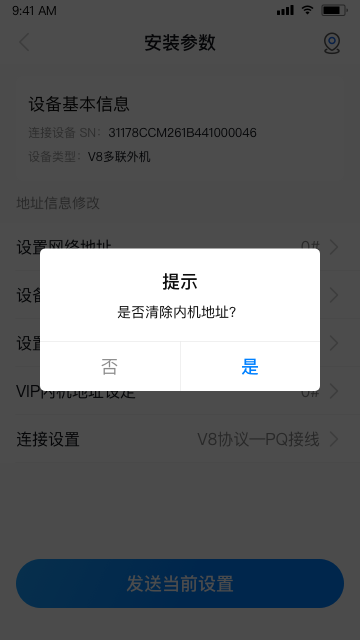 9:41 AM
安装参数
设备基本信息
连接设备 SN: 31178CCM261B441000046
设备类型: V8多联外机
地址信息修改
设置网络地址 0#
提示
设备
是否清除内机地址?
设置
否 是
VIP内机地址设定 0#
连接设置 V8协议—PQ接线
发送当前设置